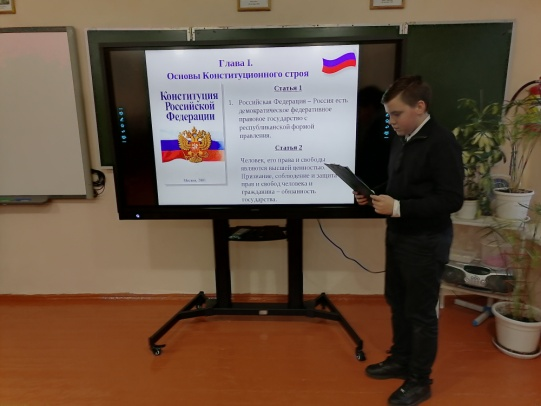 Глава 1.
Основы Конституционного строя
Конституция
Российской
Федерации
Статья 1
1. Российская Федерация – Россия есть
демократическое федеративное
правовое государство с
республиканской формой
правления.
Статья 2
Человек, его права и свободы
являются высшей ценностью.
Признание, соблюдение и защита
прав и свобод человека и
гражданина – обязанность
государства.